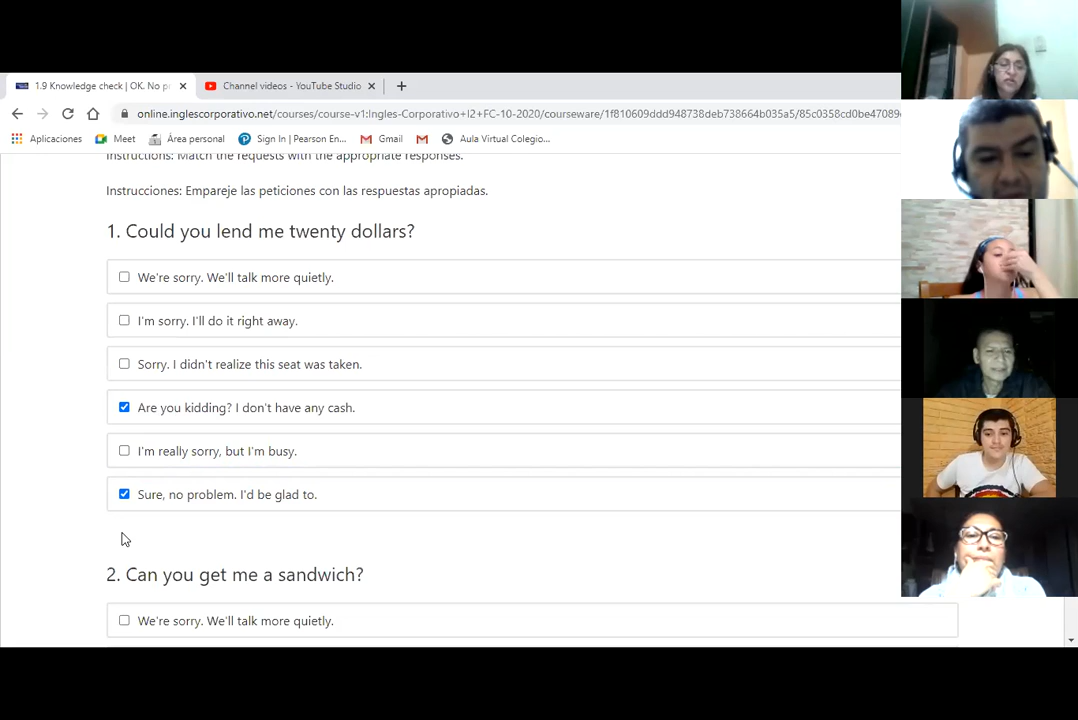 1.9 Knowledge check | OK. No pr
Channel videos - YouTube Studio
online.inglescorporativo.net/courses/course-v1:Ingles-Corporativo+I2+FC-10-2020/courseware/1f810609ddd948738deb738664b035a5/85c0358cd0be47089
Aplicaciones
Meet
Área personal
Sign In | Pearson En...
Gmail
Aula Virtual Colegio...
Instructions: Match the requests with the appropriate responses.
Instrucciones: Empareje las peticiones con las respuestas apropiadas.
1. Could you lend me twenty dollars?
We're sorry. We'll talk more quietly.
I'm sorry. I'll do it right away.
Sorry. I didn't realize this seat was taken.
Are you kidding? I don't have any cash.
I'm really sorry, but I'm busy.
Sure, no problem. I'd be glad to.
2. Can you get me a sandwich?
We're sorry. We'll talk more quietly.